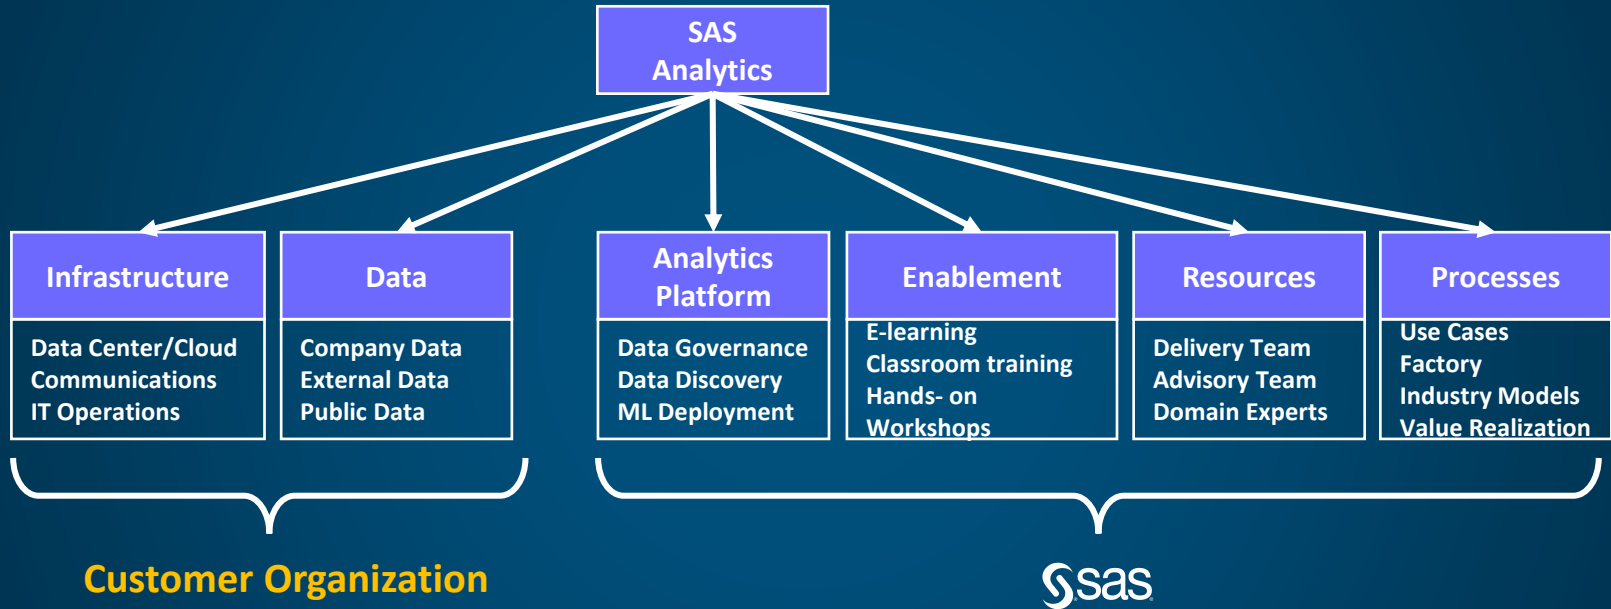 SAS
Analytics
Infrastructure
Data Center/Cloud
Communications
IT Operations
Data
Company Data
External Data
Public Data
Analytics
Platform
Data Governance
Data Discovery
ML Deployment
Enablement
E-learning
Classroom training
Hands- on
Workshops
Resources
Delivery Team
Advisory Team
Domain Experts
Processes
Use Cases
Factory
Industry Models
Value Realization
Customer Organization
sas